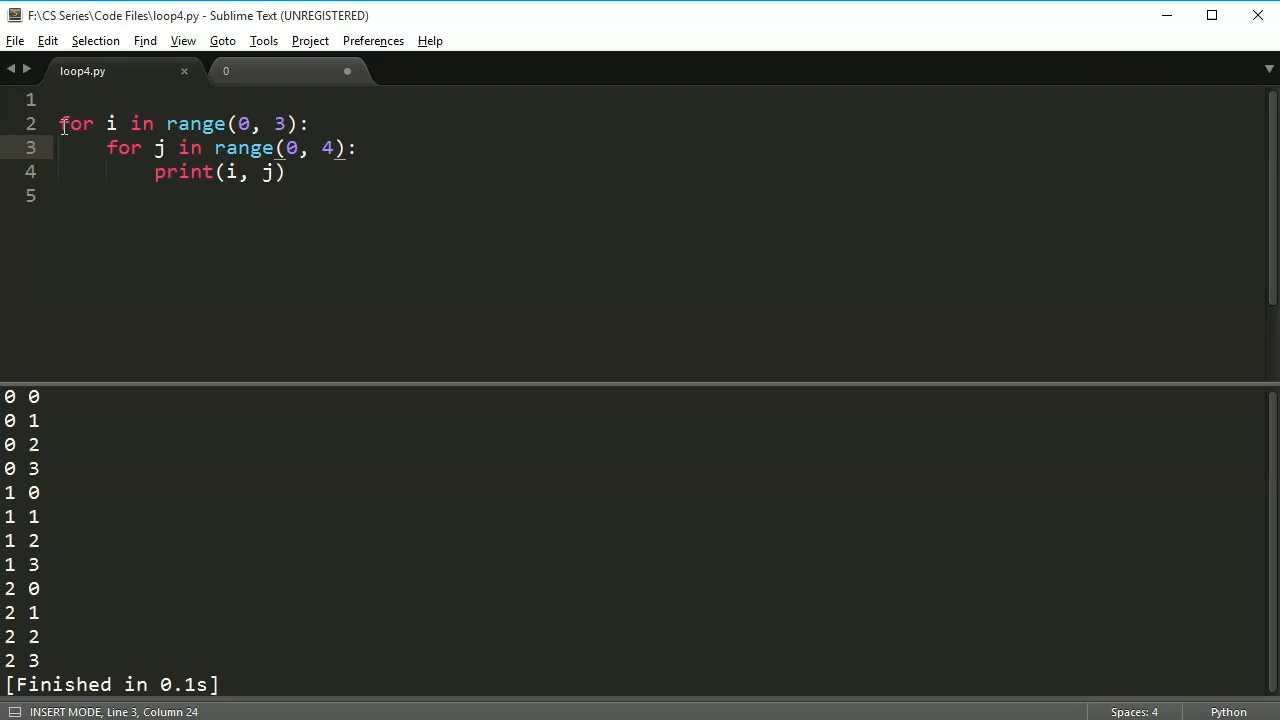 F:\CS Series\Code Files\loop4.py - Sublime Text (UNREGISTERED)
File Edit Selection Find View Goto Tools Project Preferences Help
loop4.py 0
1
2 for i in range(0, 3):
3 for j in range(0, 4):
4 print(i, j)
5
0 0
0 1
0 2
0 3
1 0
1 1
1 2
1 3
2 0
2 1
2 2
2 3
[Finished in 0.1s]
INSERT MODE, Line 3, Column 24 Spaces: 4 Python